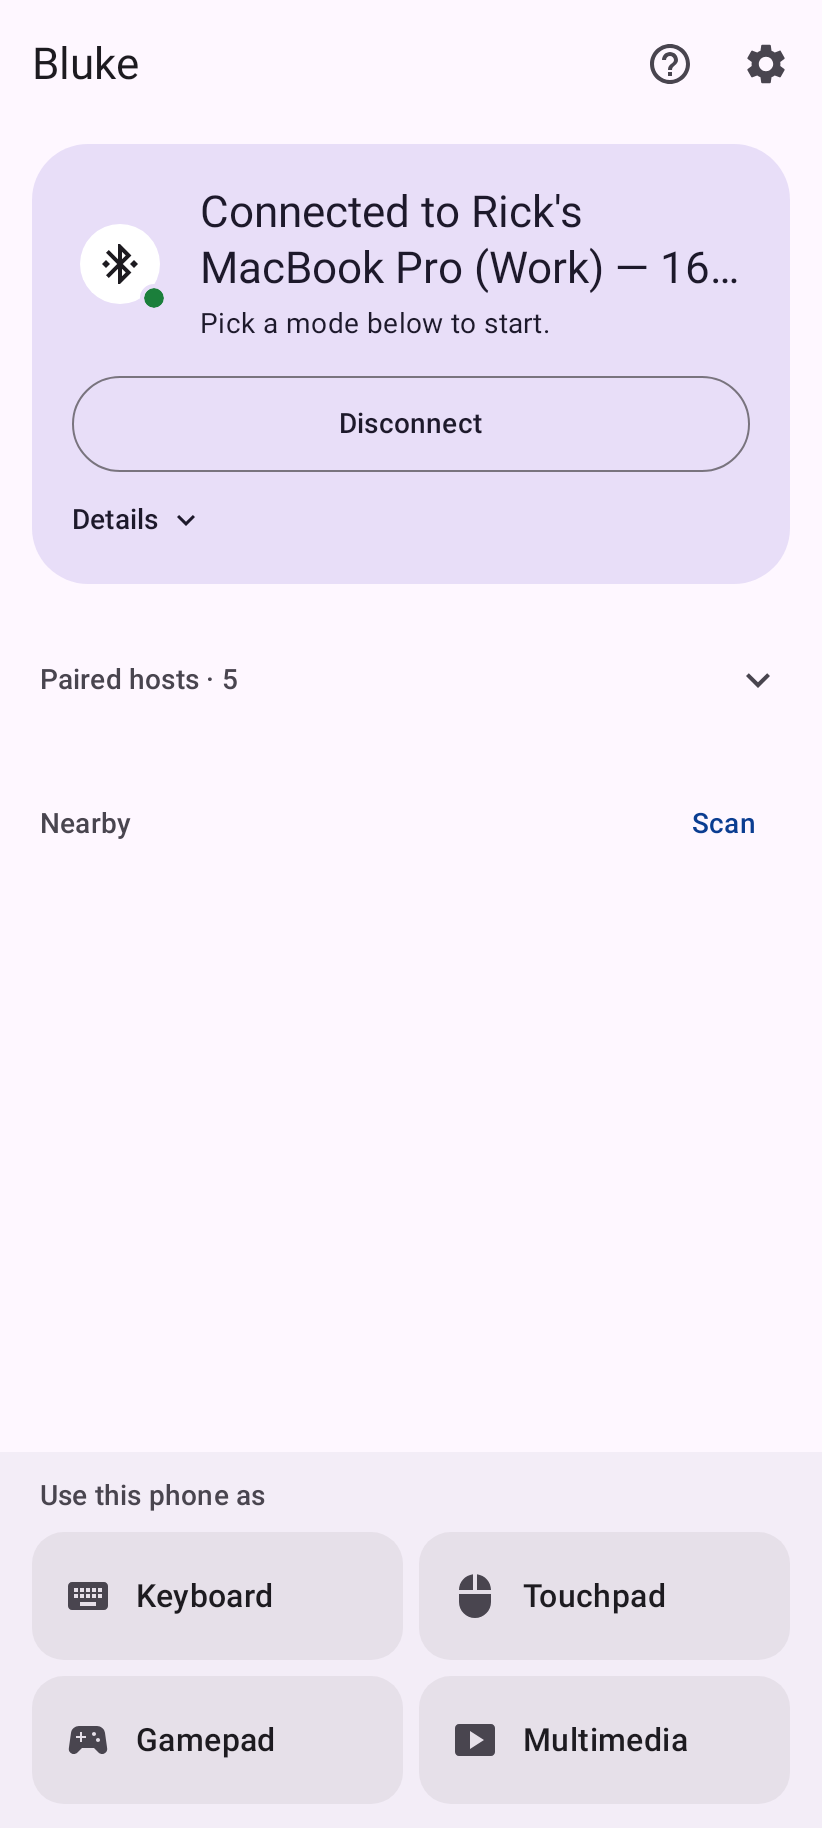 Bluke
Connected to Rick's
MacBook Pro (Work) — 16…
Pick a mode below to start.
Disconnect
Details
Paired hosts · 5
Nearby
Scan
Use this phone as
Keyboard
Touchpad
Gamepad
Multimedia